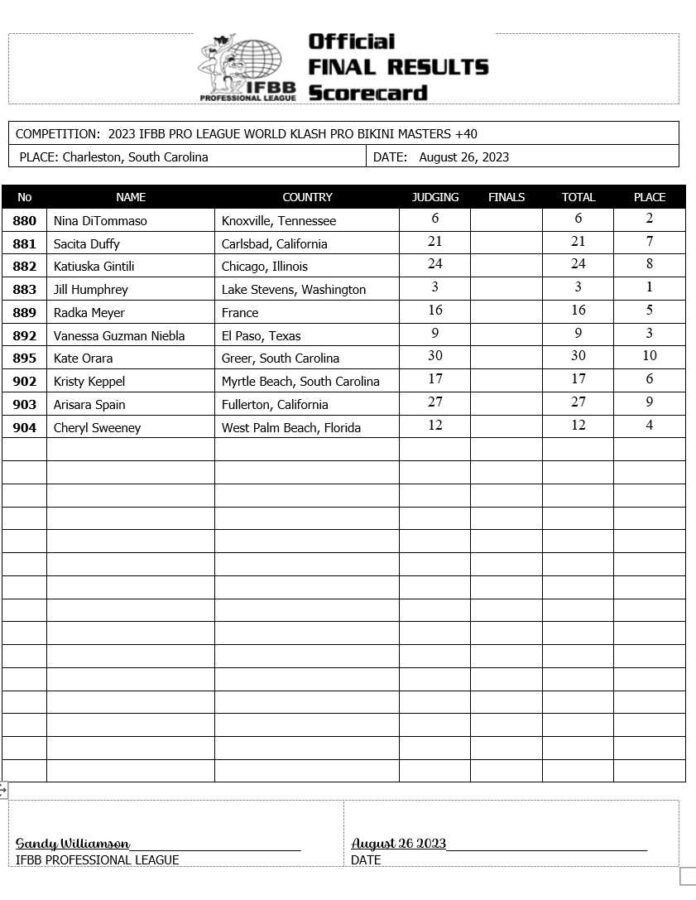 Official
FINAL RESULTS
Scorecard
IFBB
PROFESSIONAL LEAGUE
COMPETITION: 2023 IFBB PRO LEAGUE WORLD KLASH PRO BIKINI MASTERS +40
PLACE: Charleston, South Carolina DATE: August 26, 2023
No NAME COUNTRY JUDGING FINALS TOTAL PLACE
880 Nina DiTommaso Knoxville, Tennessee 6 6 2
881 Sacita Duffy Carlsbad, California 21 21 7
882 Katiuska Gintili Chicago, Illinois 24 24 8
883 Jill Humphrey Lake Stevens, Washington 3 3 1
889 Radka Meyer France 16 16 5
892 Vanessa Guzman Niebla El Paso, Texas 9 9 3
895 Kate Orara Greer, South Carolina 30 30 10
902 Kristy Keppel Myrtle Beach, South Carolina 17 17 6
903 Arisara Spain Fullerton, California 27 27 9
904 Cheryl Sweeney West Palm Beach, Florida 12 12 4
Sandy Williamson August 26 2023
IFBB PROFESSIONAL LEAGUE DATE